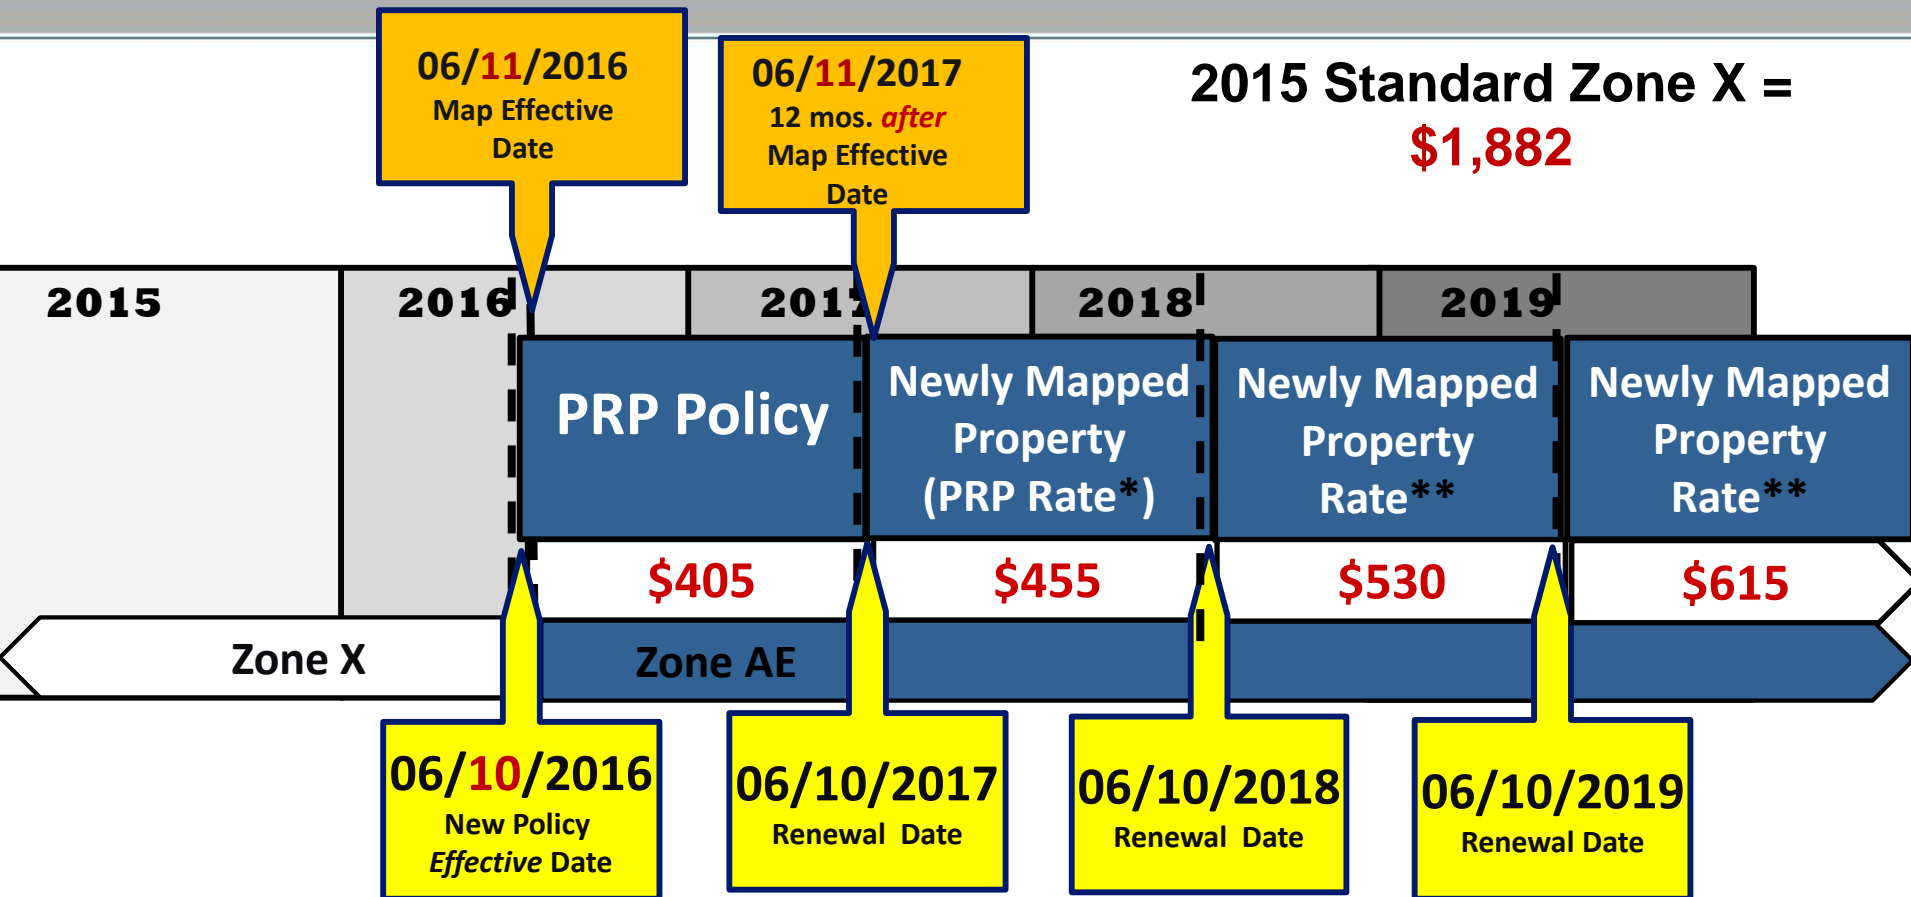 06/11/2016
Map Effective
Date
06/11/2017
12 mos. after
Map Effective
Date
2015 Standard Zone X =
$1,882
2015
2016
2017
2018
2019
PRP Policy
Newly Mapped
Property
(PRP Rate*)
Newly Mapped
Property
Rate**
Newly Mapped
Property
Rate**
$405
$455
$530
$615
Zone X
Zone AE
06/10/2016
New Policy
Effective Date
06/10/2017
Renewal Date
06/10/2018
Renewal Date
06/10/2019
Renewal Date